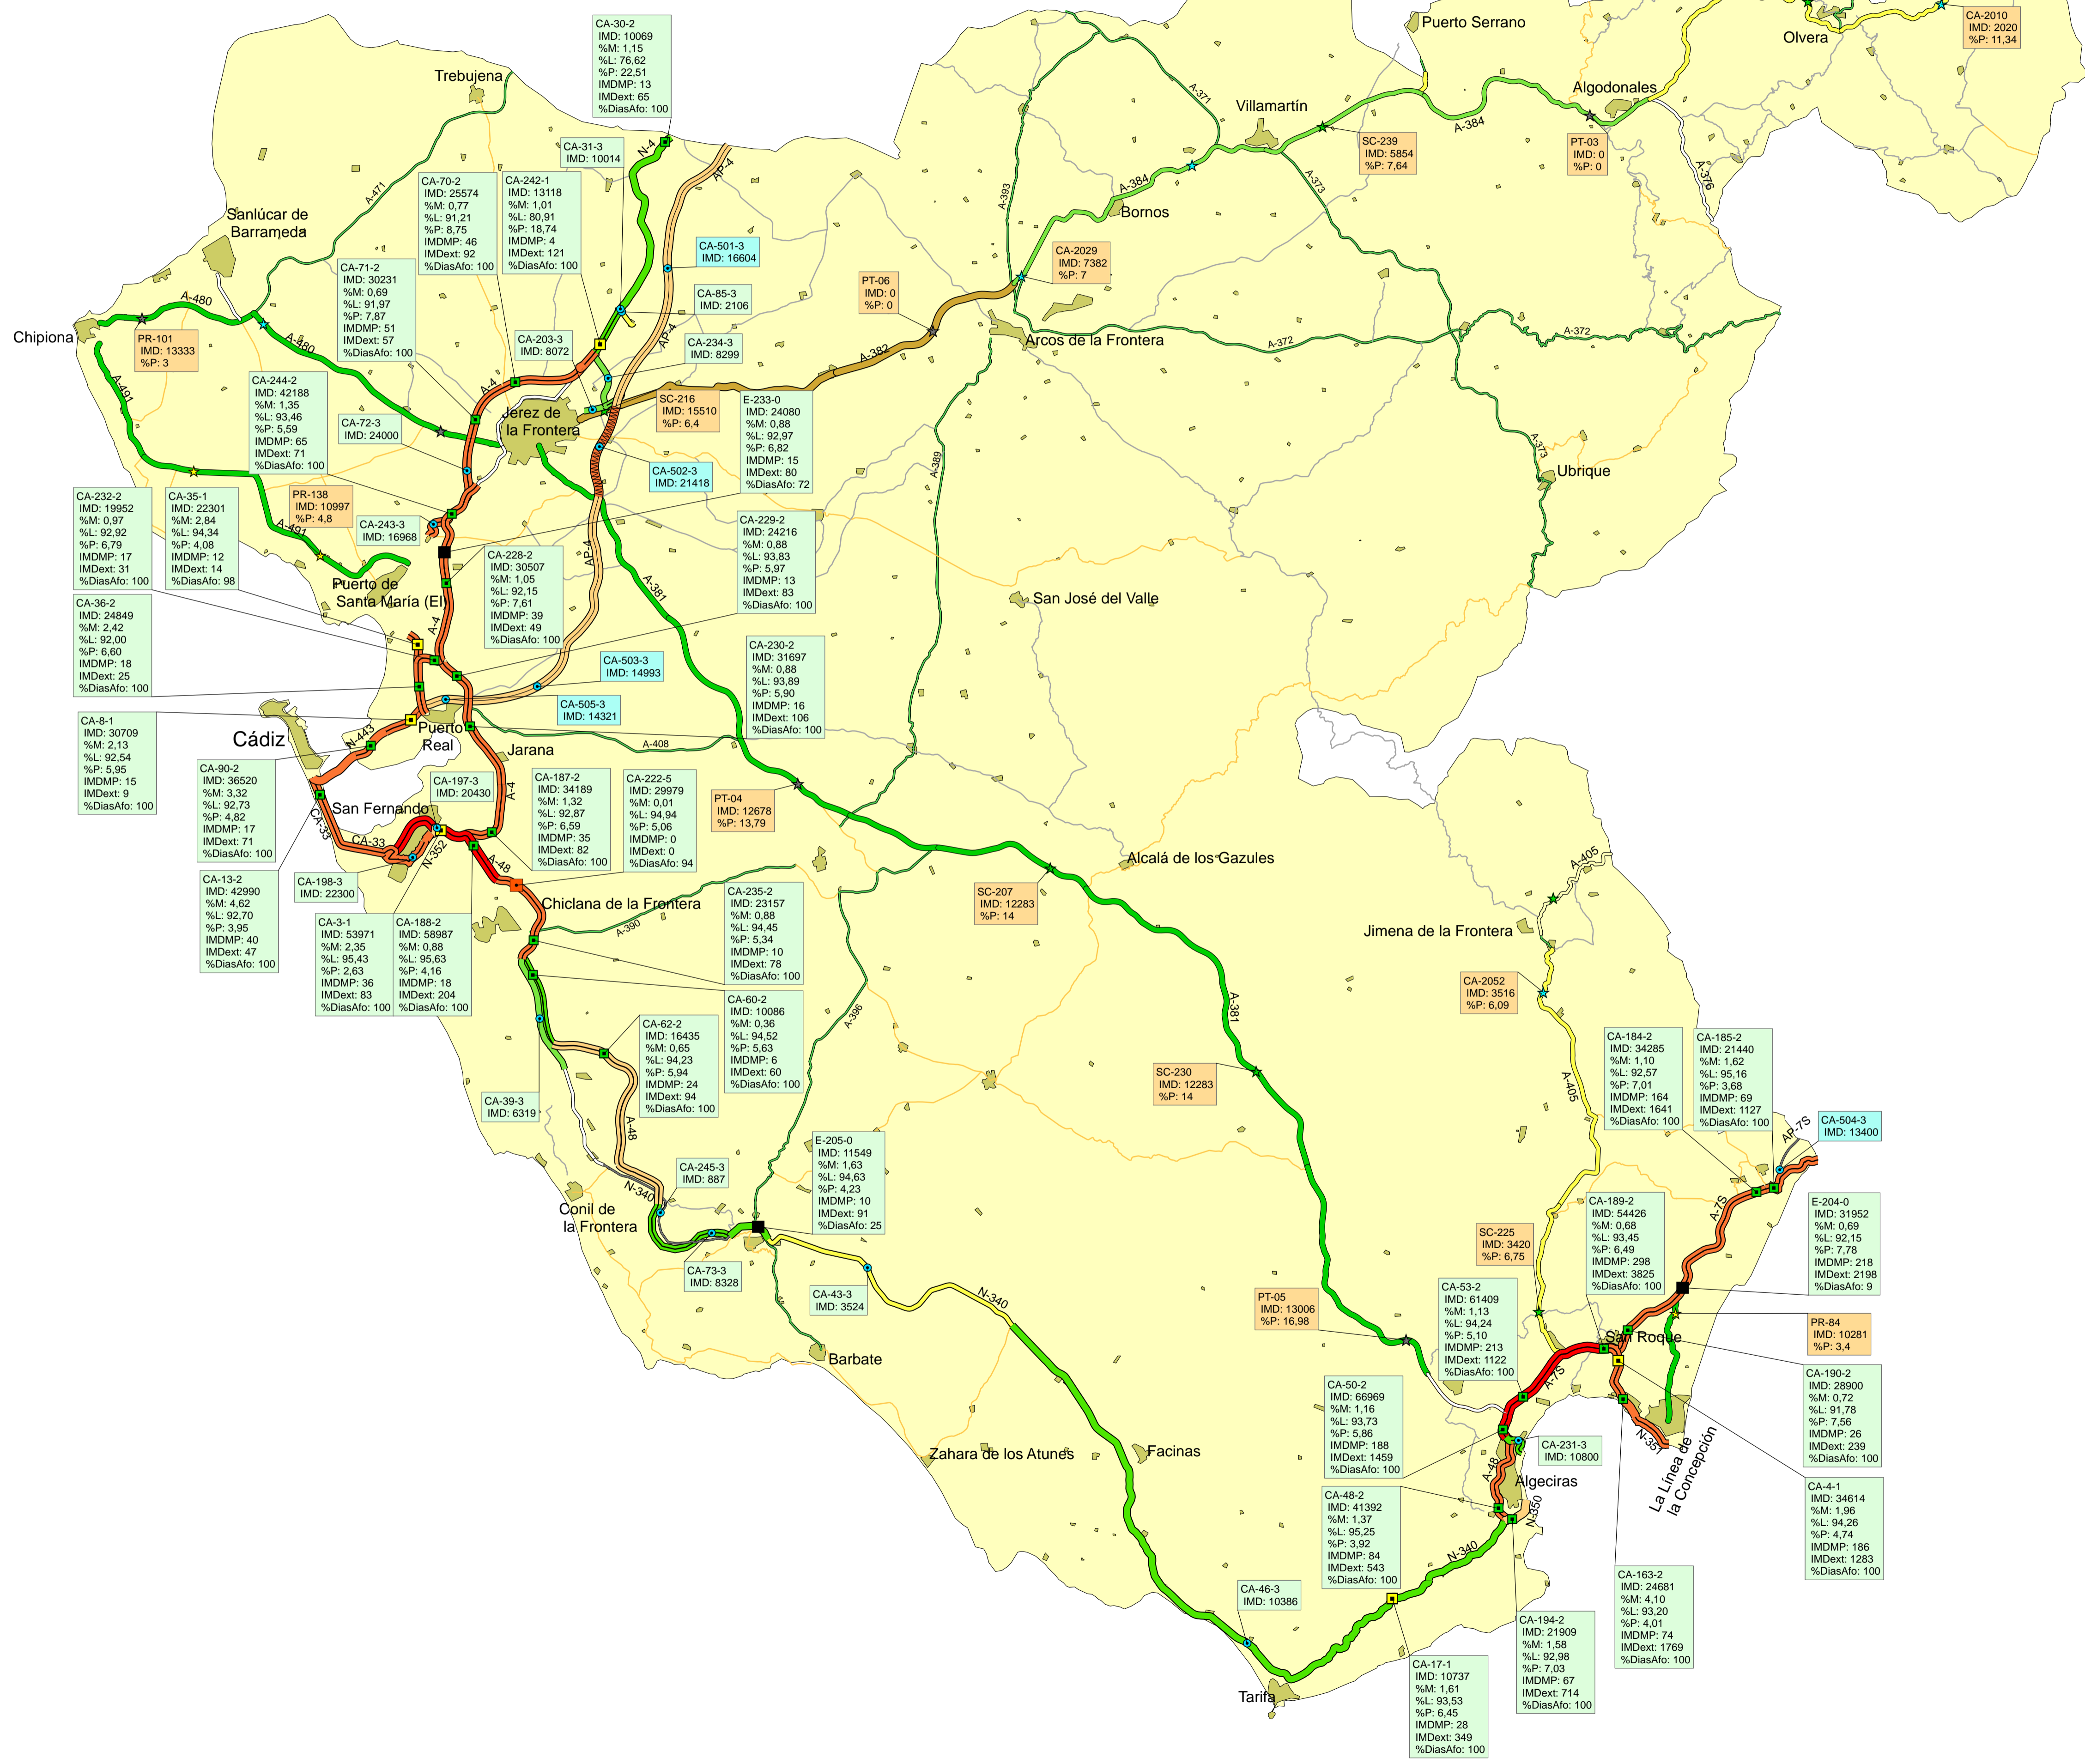 CA-30-2
IMD: 10069
%M: 1,15
%L: 76,62
%P: 22,51
IMDMP: 13
IMDext: 65
%DiasAfo: 100
Puerto Serrano
CA-2010
IMD: 2020
%P: 11,34
Olvera
Trebujena
Algodonales
Villamartín
A-371
A-384
CA-31-3
IMD: 10014
N-4
AP-4
SC-239
IMD: 5854
%P: 7,64
PT-03
IMD: 0
%P: 0
A-376
A-471
CA-70-2
IMD: 25574
%M: 0,77
%L: 91,21
%P: 8,75
IMDMP: 46
IMDext: 92
%DiasAfo: 100
CA-242-1
IMD: 13118
%M: 1,01
%L: 80,91
%P: 18,74
IMDMP: 4
IMDext: 121
%DiasAfo: 100
A-393
A-384
A-373
Bornos
Sanlúcar de
Barrameda
CA-501-3
IMD: 16604
CA-2029
IMD: 7382
%P: 7
CA-71-2
IMD: 30231
%M: 0,69
%L: 91,97
%P: 7,87
IMDMP: 51
IMDext: 57
%DiasAfo: 100
PT-06
IMD: 0
%P: 0
CA-85-3
IMD: 2106
A-480
Chipiona
PR-101
IMD: 13333
%P: 3
A-480
CA-203-3
IMD: 8072
AP-4
CA-234-3
IMD: 8299
A-382
Arcos de la Frontera
A-372
A-372
A-491
CA-244-2
IMD: 42188
%M: 1,35
%L: 93,46
%P: 5,59
IMDMP: 65
IMDext: 71
%DiasAfo: 100
A-4
CA-72-3
IMD: 24000
Jerez de
la Frontera
SC-216
IMD: 15510
%P: 6,4
E-233-0
IMD: 24080
%M: 0,88
%L: 92,97
%P: 6,82
IMDMP: 15
IMDext: 80
%DiasAfo: 72
CA-502-3
IMD: 21418
A-389
A-373
Ubrique
CA-232-2
IMD: 19952
%M: 0,97
%L: 92,92
%P: 6,79
IMDMP: 17
IMDext: 31
%DiasAfo: 100
CA-35-1
IMD: 22301
%M: 2,84
%L: 94,34
%P: 4,08
IMDMP: 12
IMDext: 14
%DiasAfo: 98
PR-138
IMD: 10997
%P: 4,8
A-491
CA-243-3
IMD: 16968
CA-229-2
IMD: 24216
%M: 0,88
%L: 93,83
%P: 5,97
IMDMP: 13
IMDext: 83
%DiasAfo: 100
CA-228-2
IMD: 30507
%M: 1,05
%L: 92,15
%P: 7,61
IMDMP: 39
IMDext: 49
%DiasAfo: 100
AP-4
A-381
Puerto de
Santa María (El)
San José del Valle
CA-36-2
IMD: 24849
%M: 2,42
%L: 92,00
%P: 6,60
IMDMP: 18
IMDext: 25
%DiasAfo: 100
A-4
CA-230-2
IMD: 31697
%M: 0,88
%L: 93,89
%P: 5,90
IMDMP: 16
IMDext: 106
%DiasAfo: 100
CA-503-3
IMD: 14993
CA-505-3
IMD: 14321
CA-8-1
IMD: 30709
%M: 2,13
%L: 92,54
%P: 5,95
IMDMP: 15
IMDext: 9
%DiasAfo: 100
Cádiz
N-443
Puerto
Real
Jarana
A-408
CA-90-2
IMD: 36520
%M: 3,32
%L: 92,73
%P: 4,82
IMDMP: 17
IMDext: 71
%DiasAfo: 100
CA-197-3
IMD: 20430
A-4
CA-187-2
IMD: 34189
%M: 1,32
%L: 92,87
%P: 6,59
IMDMP: 35
IMDext: 82
%DiasAfo: 100
CA-222-5
IMD: 29979
%M: 0,01
%L: 94,94
%P: 5,06
IMDMP: 0
IMDext: 0
%DiasAfo: 94
PT-04
IMD: 12678
%P: 13,79
CA-33
San Fernando
CA-33
N-352
A-48
Alcalá de los Gazules
A-405
CA-13-2
IMD: 42990
%M: 4,62
%L: 92,70
%P: 3,95
IMDMP: 40
IMDext: 47
%DiasAfo: 100
CA-198-3
IMD: 22300
SC-207
IMD: 12283
%P: 14
Chiclana de la Frontera
A-390
CA-235-2
IMD: 23157
%M: 0,88
%L: 94,45
%P: 5,34
IMDMP: 10
IMDext: 78
%DiasAfo: 100
CA-3-1
IMD: 53971
%M: 2,35
%L: 95,43
%P: 2,63
IMDMP: 36
IMDext: 83
%DiasAfo: 100
CA-188-2
IMD: 58987
%M: 0,88
%L: 95,63
%P: 4,16
IMDMP: 18
IMDext: 204
%DiasAfo: 100
Jimena de la Frontera
CA-2052
IMD: 3516
%P: 6,09
A-381
CA-60-2
IMD: 10086
%M: 0,36
%L: 94,52
%P: 5,63
IMDMP: 6
IMDext: 60
%DiasAfo: 100
A-396
CA-62-2
IMD: 16435
%M: 0,65
%L: 94,23
%P: 5,94
IMDMP: 24
IMDext: 94
%DiasAfo: 100
CA-184-2
IMD: 34285
%M: 1,10
%L: 92,57
%P: 7,01
IMDMP: 164
IMDext: 1641
%DiasAfo: 100
CA-185-2
IMD: 21440
%M: 1,62
%L: 95,16
%P: 3,68
IMDMP: 69
IMDext: 1127
%DiasAfo: 100
SC-230
IMD: 12283
%P: 14
A-405
CA-39-3
IMD: 6319
A-48
CA-504-3
IMD: 13400
AP-7S
E-205-0
IMD: 11549
%M: 1,63
%L: 94,63
%P: 4,23
IMDMP: 10
IMDext: 91
%DiasAfo: 25
CA-245-3
IMD: 887
N-340
Conil de
la Frontera
CA-189-2
IMD: 54426
%M: 0,68
%L: 93,45
%P: 6,49
IMDMP: 298
IMDext: 3825
%DiasAfo: 100
A-7S
E-204-0
IMD: 31952
%M: 0,69
%L: 92,15
%P: 7,78
IMDMP: 218
IMDext: 2198
%DiasAfo: 9
SC-225
IMD: 3420
%P: 6,75
CA-73-3
IMD: 8328
CA-43-3
IMD: 3524
N-340
PT-05
IMD: 13006
%P: 16,98
CA-53-2
IMD: 61409
%M: 1,13
%L: 94,24
%P: 5,10
IMDMP: 213
IMDext: 1122
%DiasAfo: 100
San Roque
PR-84
IMD: 10281
%P: 3,4
Barbate
A-7S
CA-50-2
IMD: 66969
%M: 1,16
%L: 93,73
%P: 5,86
IMDMP: 188
IMDext: 1459
%DiasAfo: 100
CA-190-2
IMD: 28900
%M: 0,72
%L: 91,78
%P: 7,56
IMDMP: 26
IMDext: 239
%DiasAfo: 100
N-351
La Línea de
la Concepción
CA-231-3
IMD: 10800
Zahara de los Atunes
Facinas
A-48
Algeciras
N-350
CA-4-1
IMD: 34614
%M: 1,96
%L: 94,26
%P: 4,74
IMDMP: 186
IMDext: 1283
%DiasAfo: 100
CA-48-2
IMD: 41392
%M: 1,37
%L: 95,25
%P: 3,92
IMDMP: 84
IMDext: 543
%DiasAfo: 100
N-340
CA-163-2
IMD: 24681
%M: 4,10
%L: 93,20
%P: 4,01
IMDMP: 74
IMDext: 1769
%DiasAfo: 100
CA-46-3
IMD: 10386
CA-194-2
IMD: 21909
%M: 1,58
%L: 92,98
%P: 7,03
IMDMP: 67
IMDext: 714
%DiasAfo: 100
CA-17-1
IMD: 10737
%M: 1,61
%L: 93,53
%P: 6,45
IMDMP: 28
IMDext: 349
%DiasAfo: 100
Tarifa